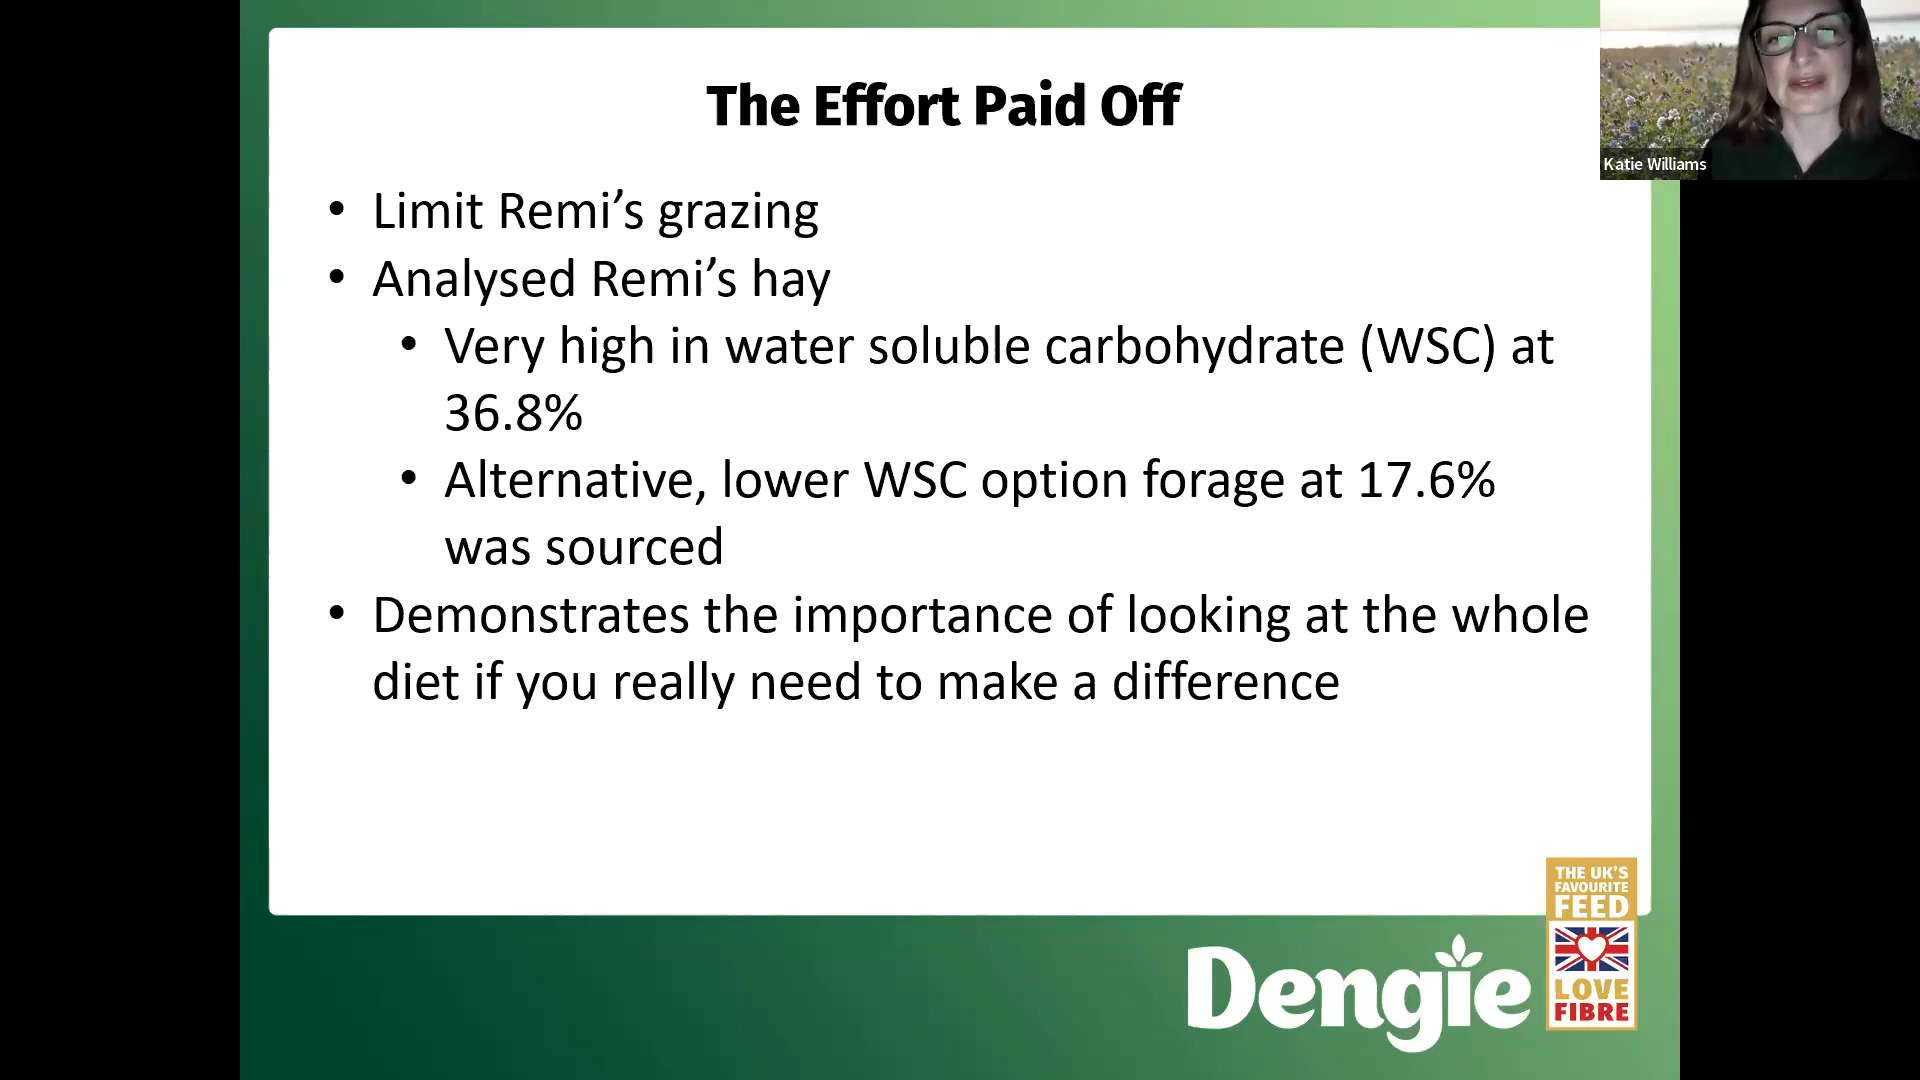 The Effort Paid Off
Katie Williams
• Limit Remi’s grazing
• Analysed Remi’s hay
• Very high in water soluble carbohydrate (WSC) at
36.8%
• Alternative, lower WSC option forage at 17.6%
was sourced
• Demonstrates the importance of looking at the whole
diet if you really need to make a difference
THE UK'S
FAVOURITE
FEED
LOVE
FIBRE
Dengie